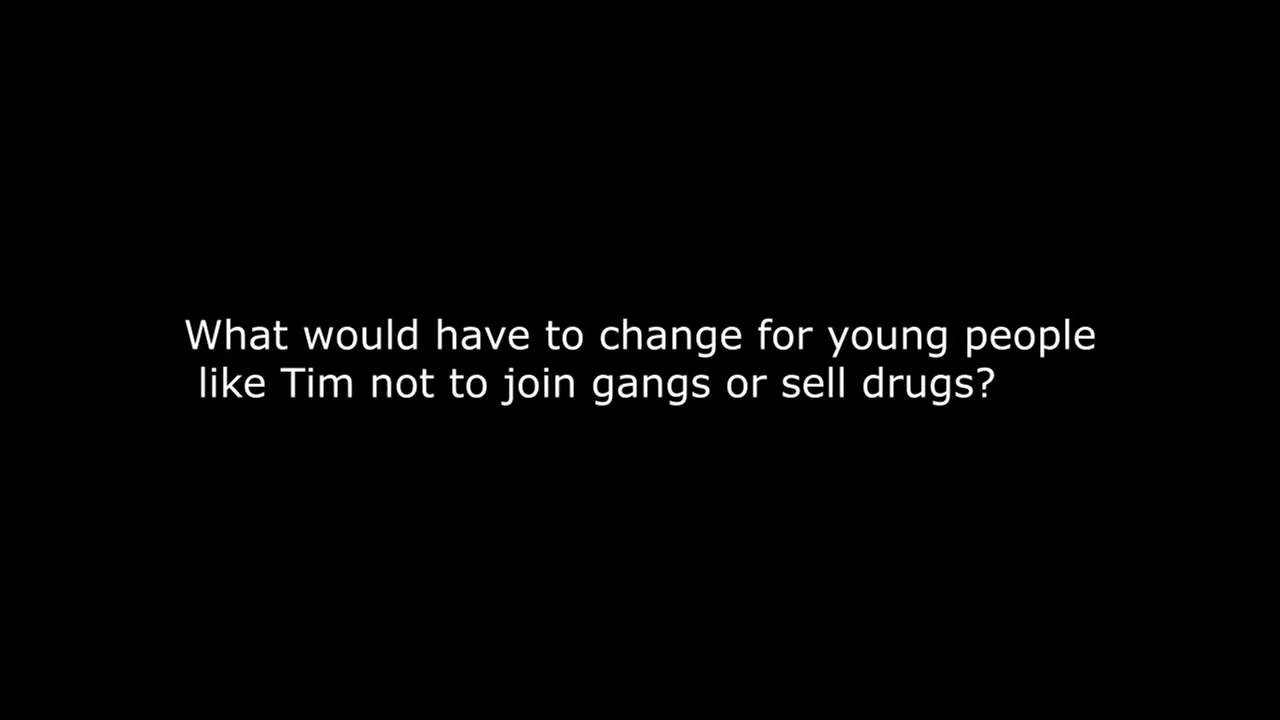 What would have to change for young people
like Tim not to join gangs or sell drugs?